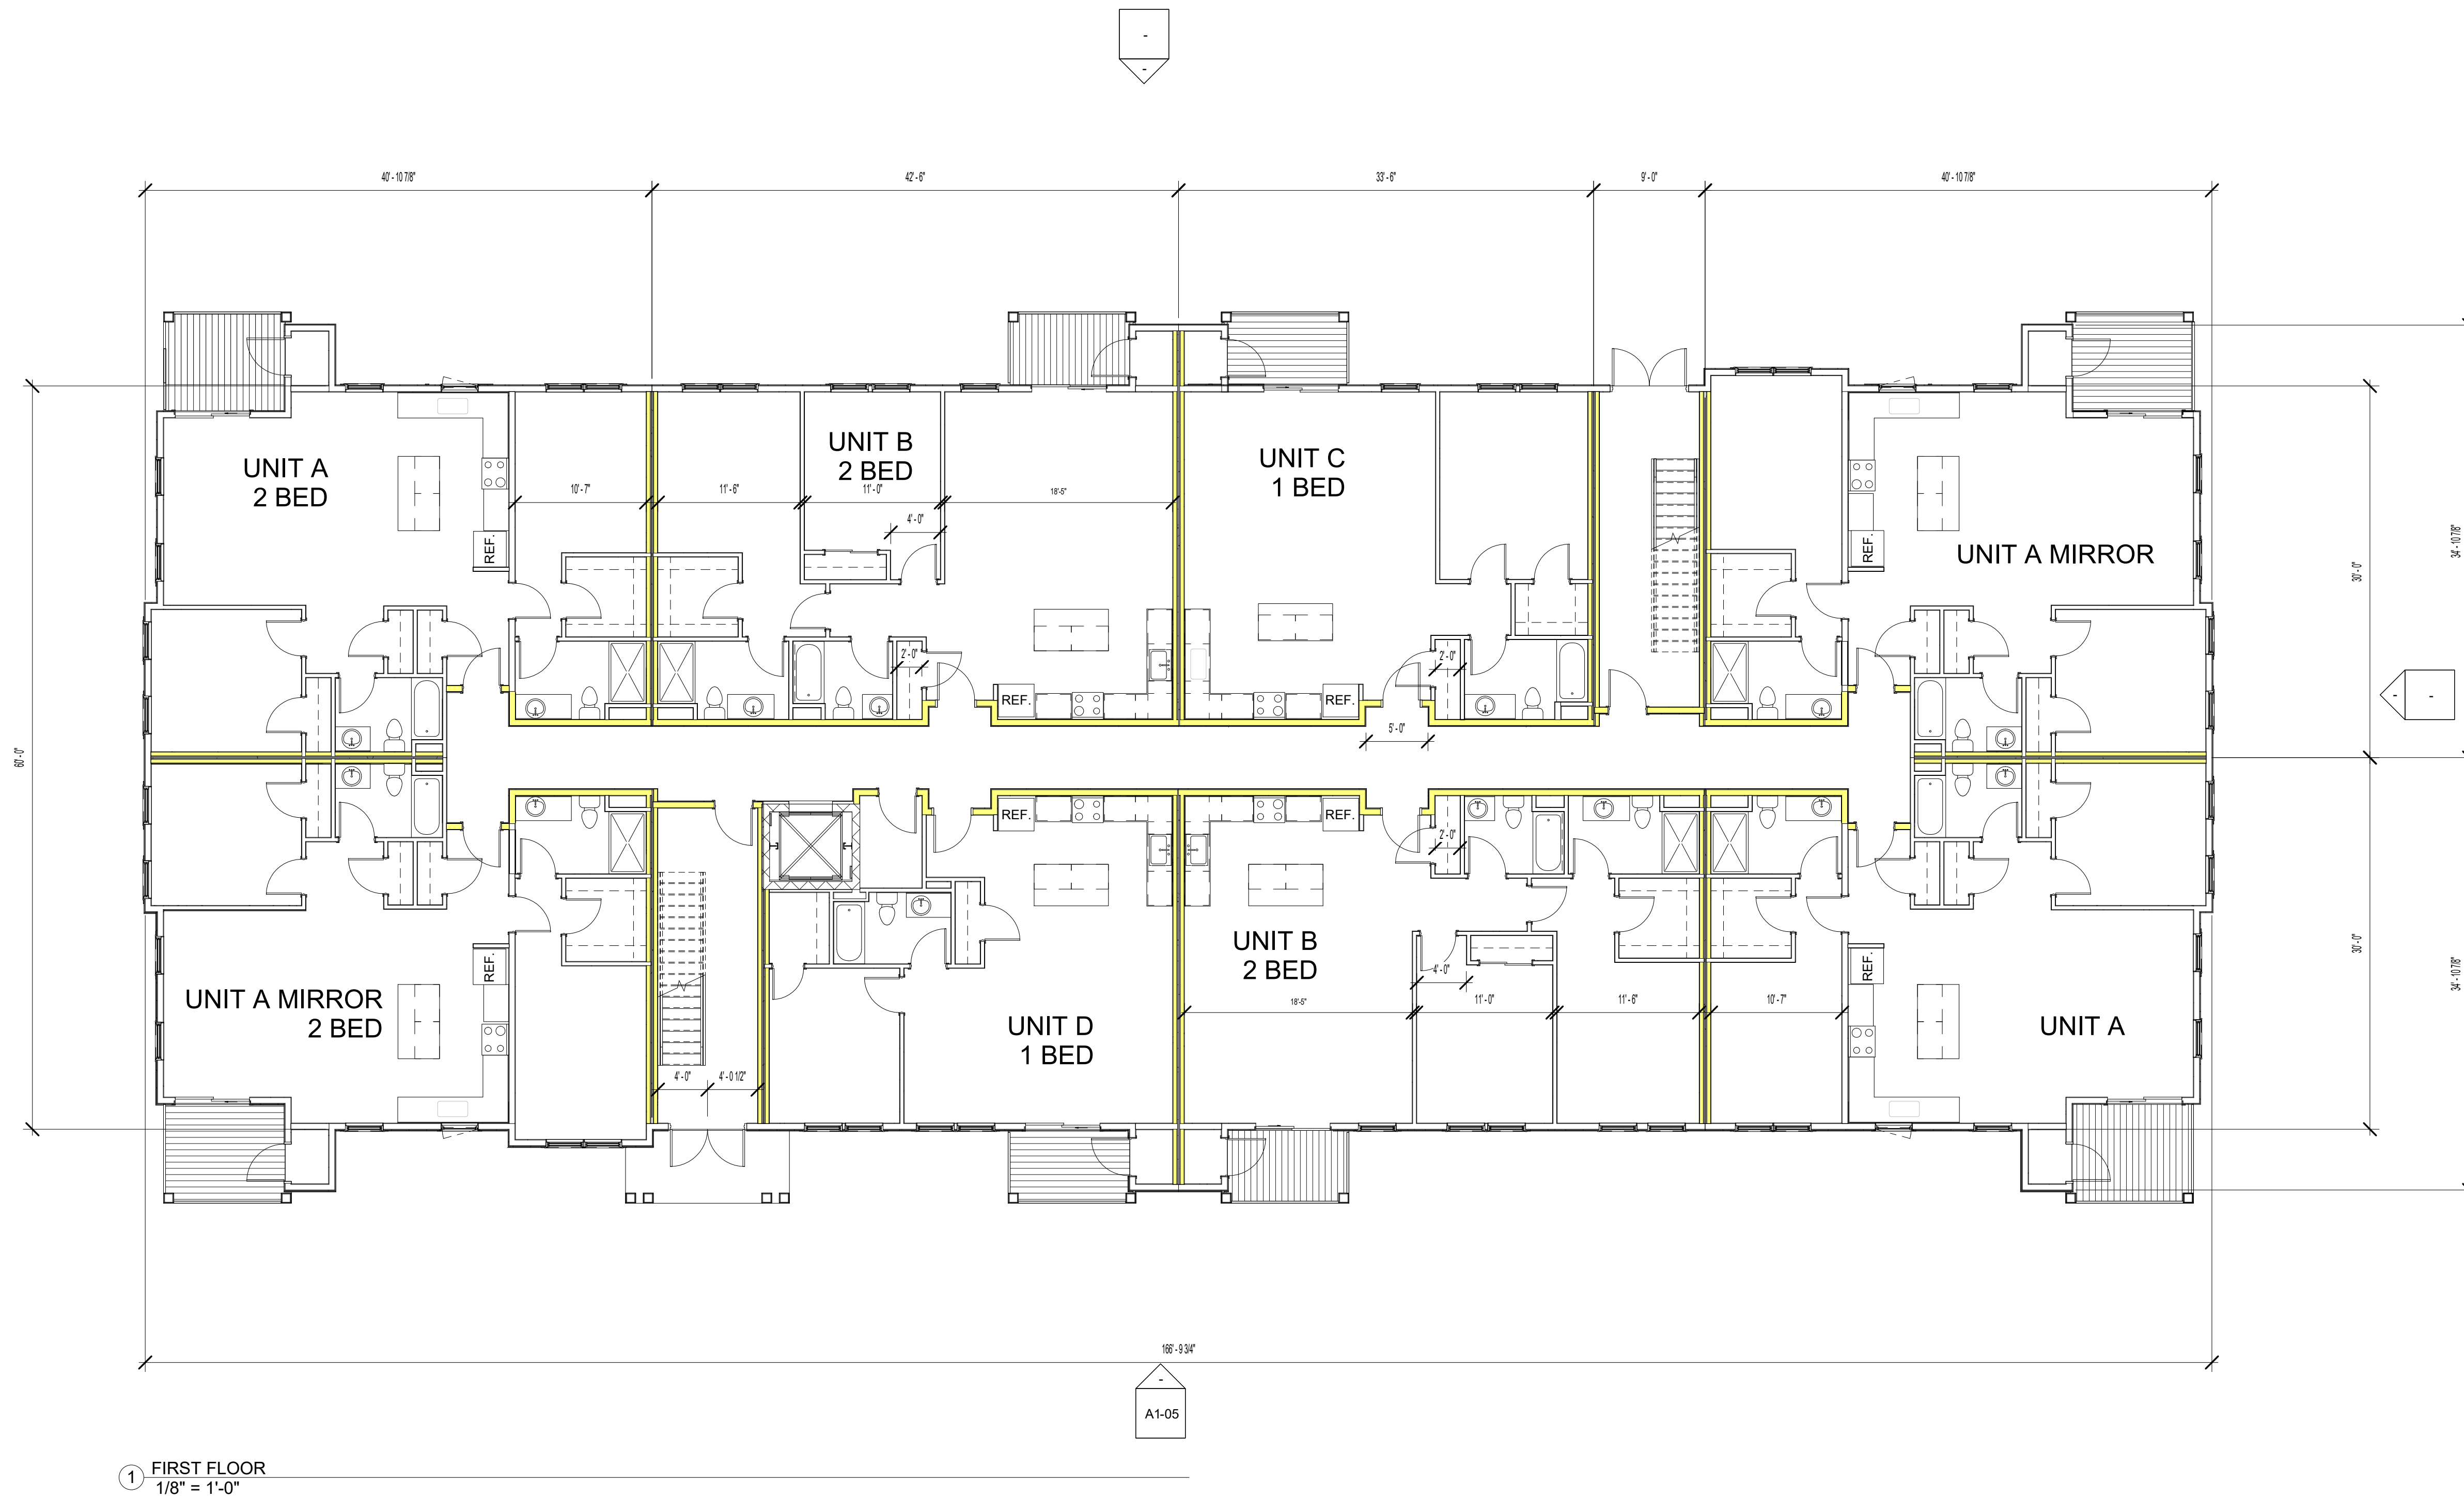 -
-
40' - 10 7/8"
42' - 6"
33' - 6"
9' - 0"
40' - 10 7/8"
UNIT A
2 BED
UNIT B
2 BED
UNIT C
1 BED
UNIT A MIRROR
10' - 7"
11' - 6"
11' - 0"
18'-5"
4' - 0"
REF.
REF.
34' - 10 7/8"
30' - 0"
2' - 0"
2' - 0"
REF.
REF.
-
-
5' - 0"
60' - 0"
REF.
REF.
2' - 0"
UNIT A MIRROR
2 BED
REF.
UNIT D
1 BED
UNIT B
2 BED
4' - 0"
18'-5"
11' - 0"
11' - 6"
10' - 7"
REF.
UNIT A
30' - 0"
34' - 10 7/8"
4' - 0"
4' - 0 1/2"
166' - 9 3/4"
-
A1-05
1
FIRST FLOOR
1/8" = 1'-0"